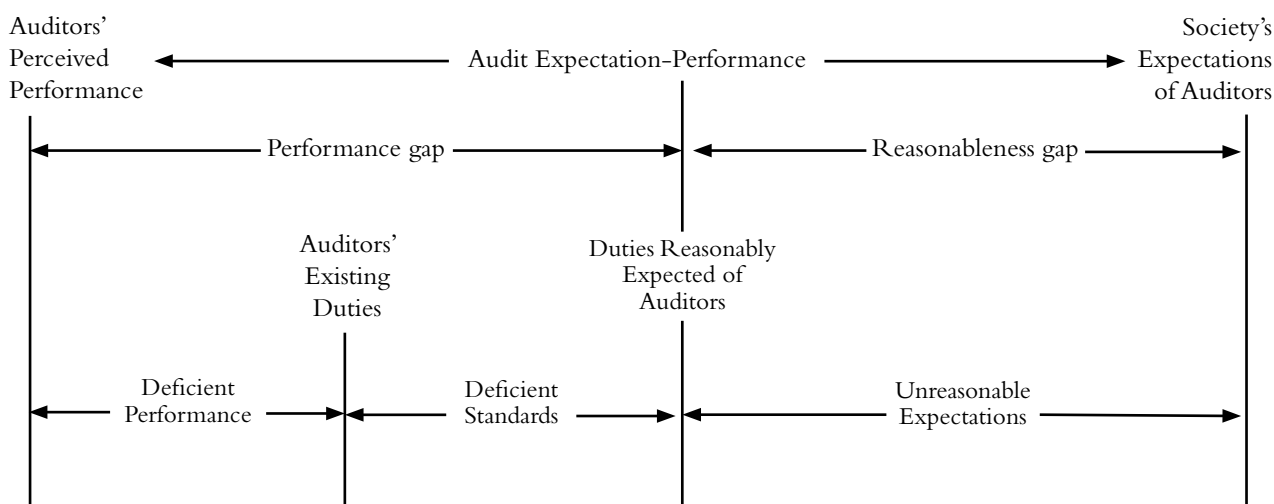 Auditors’
Perceived
Performance
Audit Expectation-Performance
Society’s
Expectations
of Auditors
Performance gap
Reasonableness gap
Auditors’
Existing
Duties
Duties Reasonably
Expected of
Auditors
Deficient
Performance
Deficient
Standards
Unreasonable
Expectations